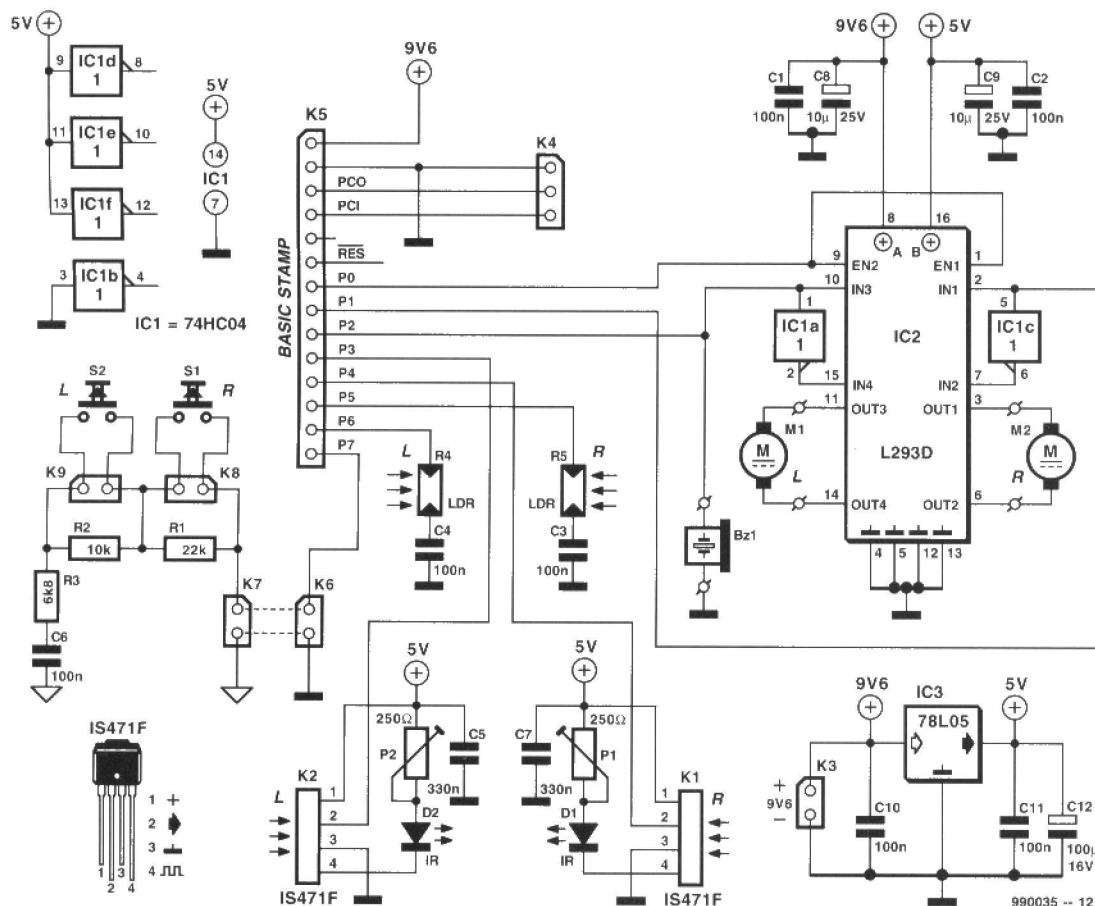 5V
9
IC1d
1
8
11
IC1e
1
10
13
IC1f
1
12
3
IC1b
1
4
5V
14
IC1
7
IC1 = 74HC04
9V6
K5
BASIC STAMP
PCO
PCI
RES
P0
P1
P2
P3
P4
P5
P6
P7
K4
9V6
5V
C1
100n
C8
10µ
25V
C9
10µ
25V
C2
100n
8
16
A
B
9
EN2
EN1
1
10
IN3
IN1
2
1
IC1a
1
2
5
IC1c
1
6
IC2
15
IN4
IN2
7
11
OUT3
OUT1
3
L293D
14
OUT4
OUT2
6
4
5
12
13
M1
M
L
M2
M
R
Bz1
S2
L
S1
R
K9
K8
R2
10k
R1
22k
R3
6k8
C6
100n
K7
K6
L
R4
LDR
C4
100n
R5
R
LDR
C3
100n
IS471F
1 +
2
3
4
1
2
3
4
5V
250Ω
P2
C5
330n
K2
L
1
2
3
4
D2
IR
IS471F
5V
C7
330n
250Ω
P1
D1
IR
K1
R
1
2
3
4
IS471F
9V6
IC3
78L05
5V
K3
+
9V6
–
C10
100n
C11
100n
C12
100µ
16V
990035 -- 12